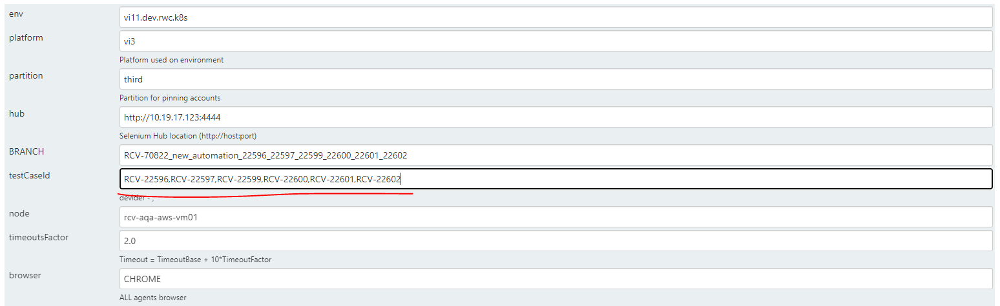 env
vi11.dev.rwc.k8s
platform
vi3
Platform used on environment
partition
third
Partition for pinning accounts
hub
http://10.19.17.123:4444
Selenium Hub location (http://host:port)
BRANCH
RCV-70822_new_automation_22596_22597_22599_22600_22601_22602
testCaseId
RCV-22596,RCV-22597,RCV-22599,RCV-22600,RCV-22601,RCV-22602
devider - ,
node
rcv-aqa-aws-vm01
timeoutsFactor
2.0
Timeout = TimeoutBase + 10*TimeoutFactor
browser
CHROME
ALL agents browser